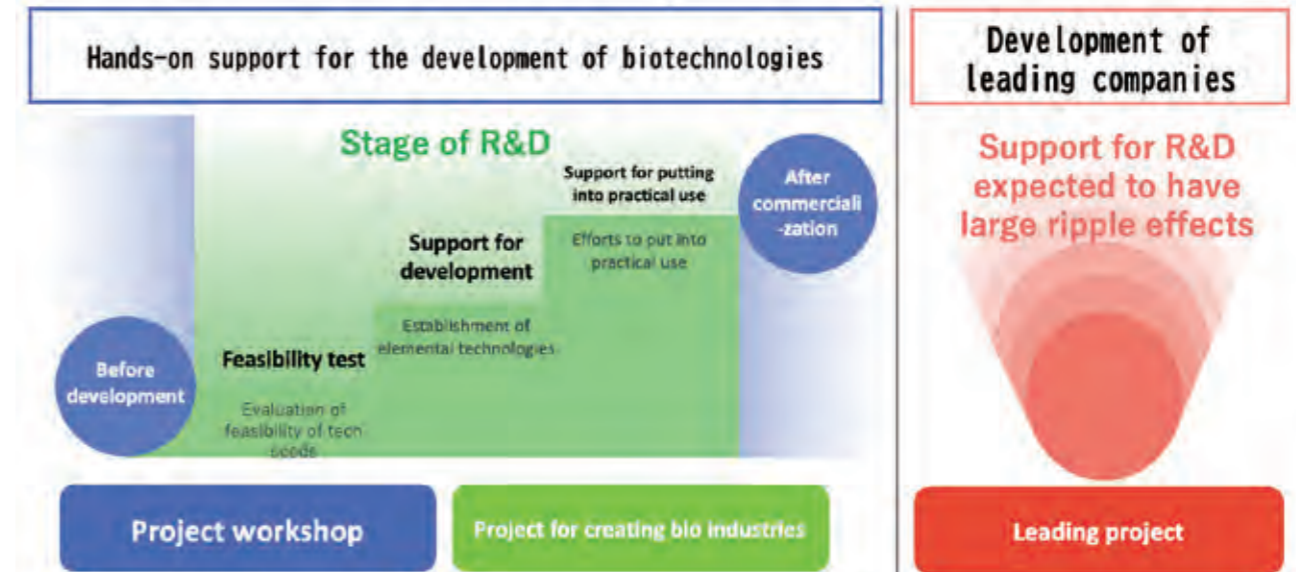 Hands-on support for the development of biotechnologies
Development of
leading companies
Stage of R&D
Support for putting
into practical use
Efforts to put into
practical use
After
commerciali
-zation
Support for
development
Establishment of
elemental technologies
Feasibility test
Evaluation of
feasibility of tech
seeds
Before
development
Support for R&D
expected to have
large ripple effects
Project workshop
Project for creating bio industries
Leading project